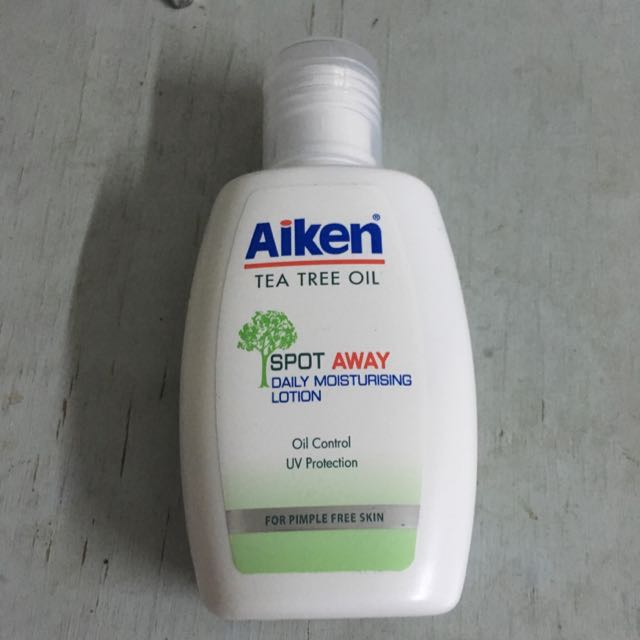 Aiken®
TEA TREE OIL
SPOT AWAY
DAILY MOISTURISING
LOTION
Oil Control
UV Protection
FOR PIMPLE FREE SKIN